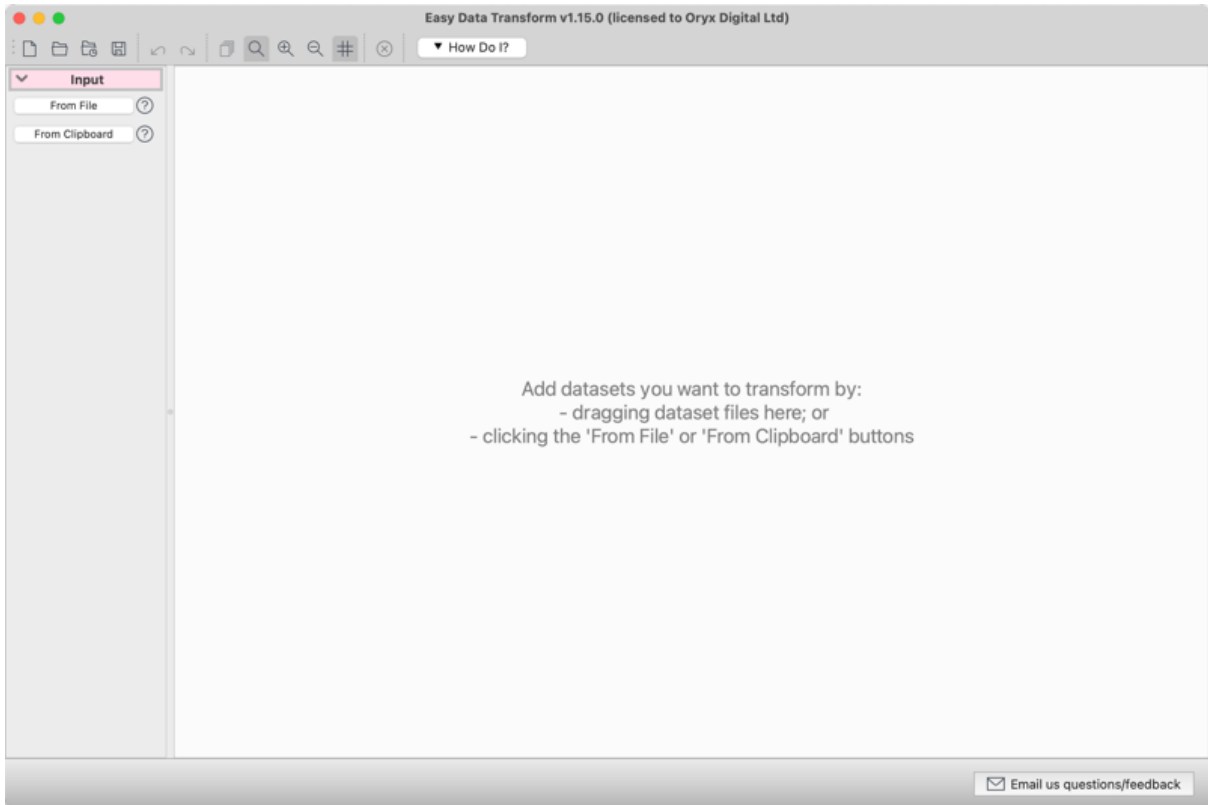 Easy Data Transform v1.15.0 (licensed to Oryx Digital Ltd)
▼ How Do I?
Input
From File ?
From Clipboard ?
Add datasets you want to transform by:
- dragging dataset files here; or
- clicking the 'From File' or 'From Clipboard' buttons
Email us questions/feedback